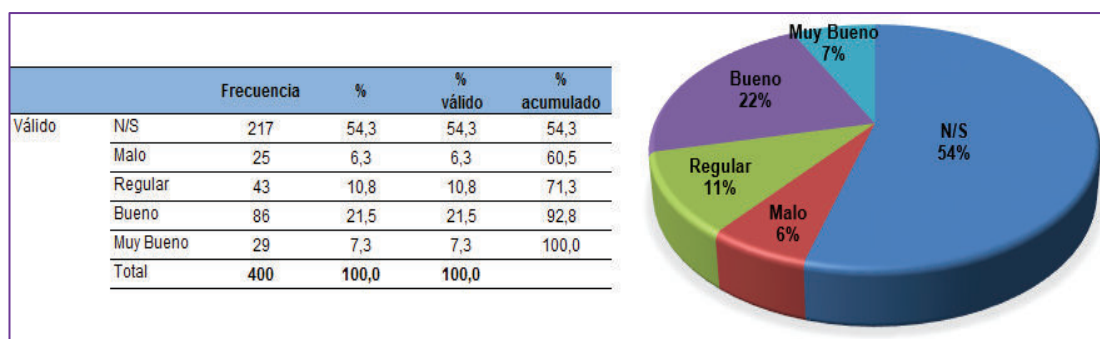 Frecuencia % % válido % acumulado
Válido N/S 217 54,3 54,3 54,3
Malo 25 6,3 6,3 60,5
Regular 43 10,8 10,8 71,3
Bueno 86 21,5 21,5 92,8
Muy Bueno 29 7,3 7,3 100,0
Total 400 100,0 100,0
Muy Bueno
7%
Bueno
22%
N/S
54%
Regular
11%
Malo
6%